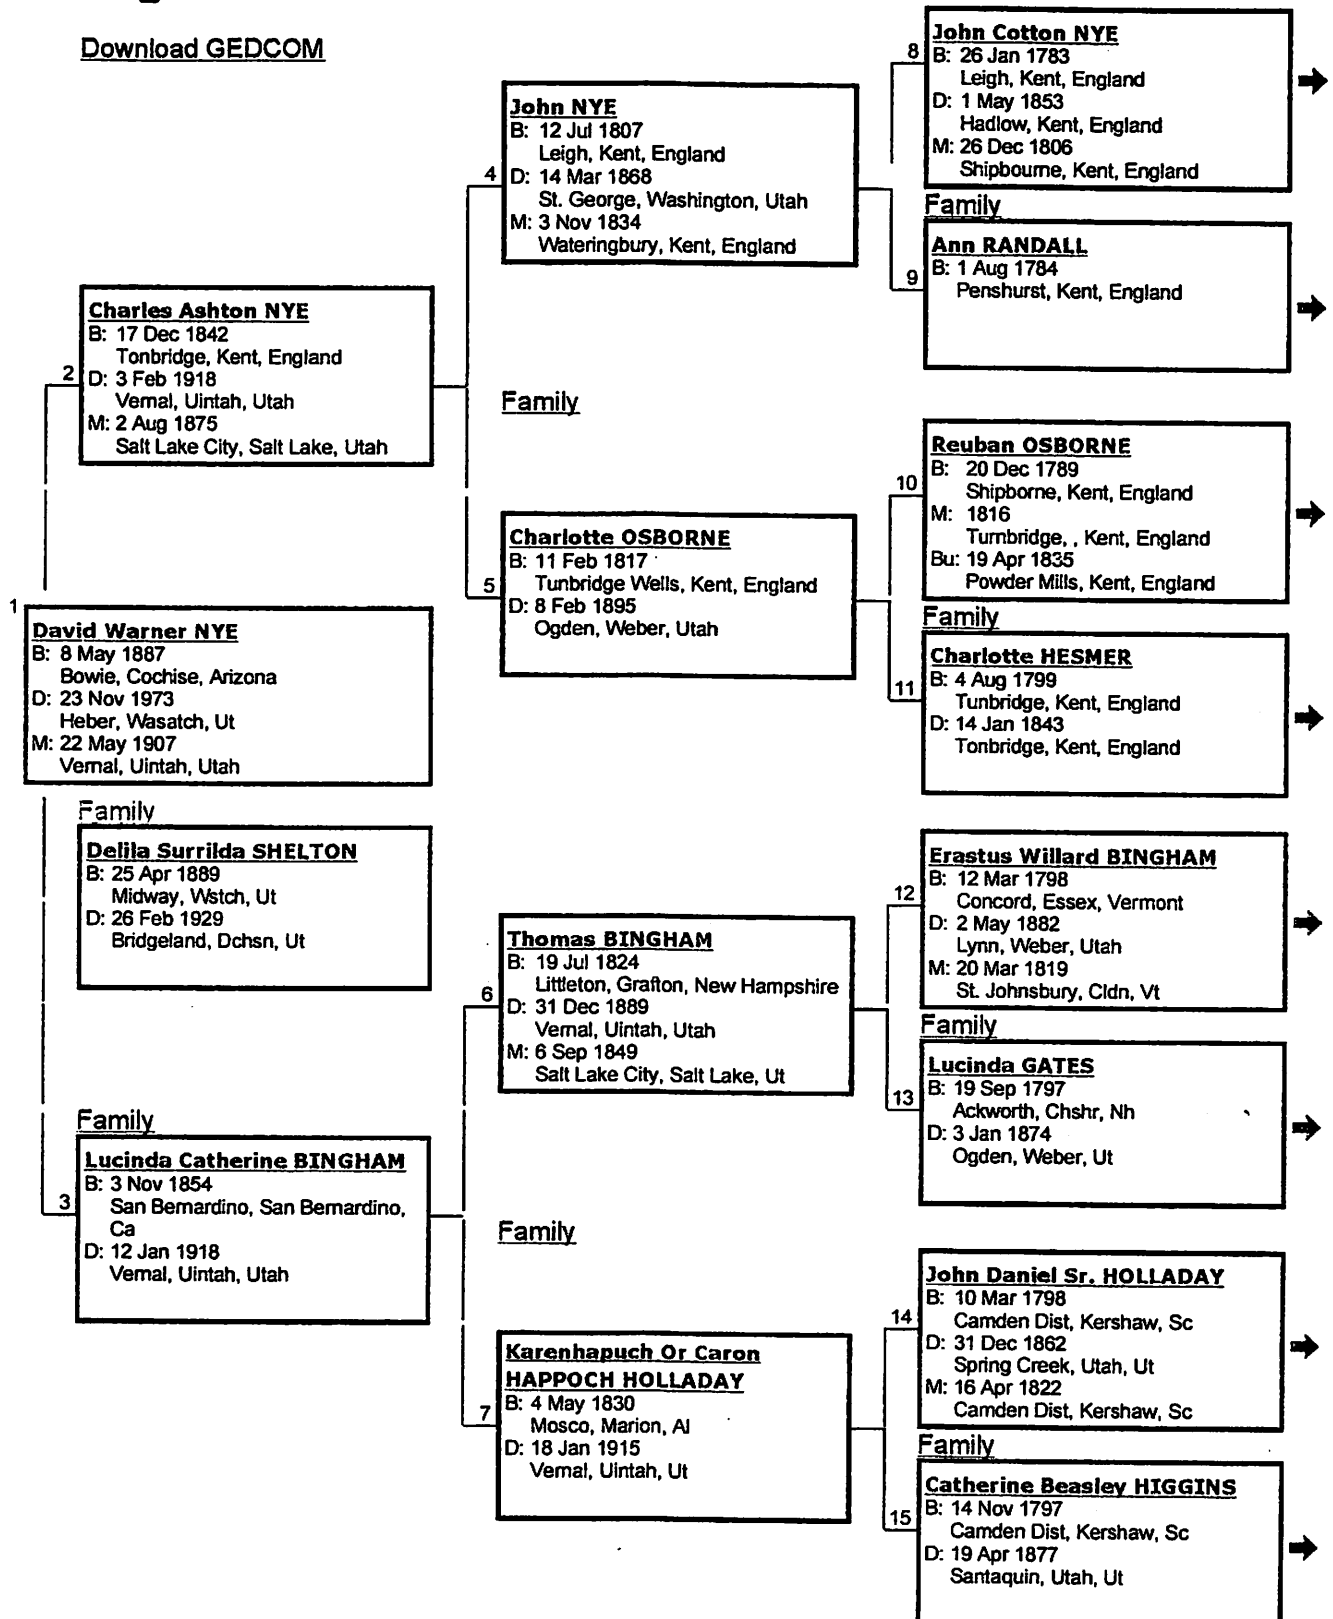 Download GEDCOM
8
John Cotton NYE
B: 26 Jan 1783
Leigh, Kent, England
D: 1 May 1853
Hadlow, Kent, England
M: 26 Dec 1806
Shipbourne, Kent, England
4
John NYE
B: 12 Jul 1807
Leigh, Kent, England
D: 14 Mar 1868
St. George, Washington, Utah
M: 3 Nov 1834
Wateringbury, Kent, England
Family
9
Ann RANDALL
B: 1 Aug 1784
Penshurst, Kent, England
2
Charles Ashton NYE
B: 17 Dec 1842
Tonbridge, Kent, England
D: 3 Feb 1918
Vernal, Uintah, Utah
M: 2 Aug 1875
Salt Lake City, Salt Lake, Utah
Family
10
Reuban OSBORNE
B: 20 Dec 1789
Shipborne, Kent, England
M: 1816
Turnbridge, , Kent, England
Bu: 19 Apr 1835
Powder Mills, Kent, England
5
Charlotte OSBORNE
B: 11 Feb 1817
Tunbridge Wells, Kent, England
D: 8 Feb 1895
Ogden, Weber, Utah
Family
11
Charlotte HESMER
B: 4 Aug 1799
Tunbridge, Kent, England
D: 14 Jan 1843
Tonbridge, Kent, England
1
David Warner NYE
B: 8 May 1887
Bowie, Cochise, Arizona
D: 23 Nov 1973
Heber, Wasatch, Ut
M: 22 May 1907
Vernal, Uintah, Utah
Family
Delila Surrilda SHELTON
B: 25 Apr 1889
Midway, Wstch, Ut
D: 26 Feb 1929
Bridgeland, Dchsn, Ut
12
Erastus Willard BINGHAM
B: 12 Mar 1798
Concord, Essex, Vermont
D: 2 May 1882
Lynn, Weber, Utah
M: 20 Mar 1819
St. Johnsbury, Cldn, Vt
6
Thomas BINGHAM
B: 19 Jul 1824
Littleton, Grafton, New Hampshire
D: 31 Dec 1889
Vernal, Uintah, Utah
M: 6 Sep 1849
Salt Lake City, Salt Lake, Ut
Family
13
Lucinda GATES
B: 19 Sep 1797
Ackworth, Chshr, Nh
D: 3 Jan 1874
Ogden, Weber, Ut
Family
3
Lucinda Catherine BINGHAM
B: 3 Nov 1854
San Bernardino, San Bernardino,
Ca
D: 12 Jan 1918
Vernal, Uintah, Utah
Family
14
John Daniel Sr. HOLLADAY
B: 10 Mar 1798
Camden Dist, Kershaw, Sc
D: 31 Dec 1862
Spring Creek, Utah, Ut
M: 16 Apr 1822
Camden Dist, Kershaw, Sc
7
Karenhapuch Or Caron
HAPPOCH HOLLADAY
B: 4 May 1830
Mosco, Marion, Al
D: 18 Jan 1915
Vernal, Uintah, Ut
Family
15
Catherine Beasley HIGGINS
B: 14 Nov 1797
Camden Dist, Kershaw, Sc
D: 19 Apr 1877
Santaquin, Utah, Ut